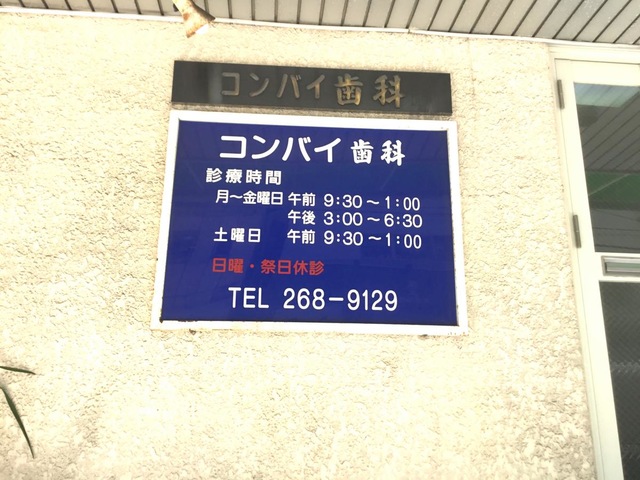 コンバイ歯科
コンバイ歯科
診療時間
月〜金曜日 午前 9:30〜1:00
午後 3:00〜6:30
土曜日 午前 9:30〜1:00
日曜・祭日休診
TEL 268-9129